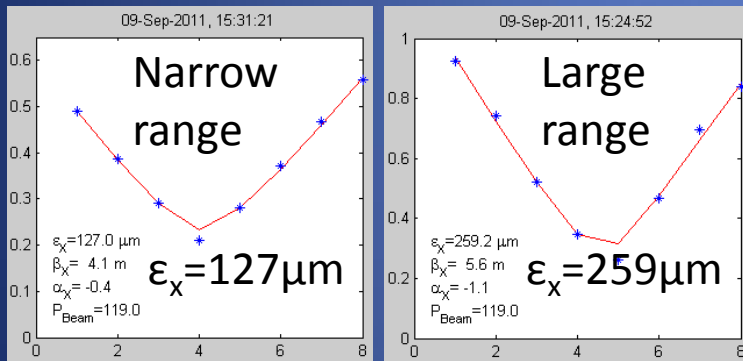 09-Sep-2011, 15:31:21
0.6
0.5
0.4
0.3
0.2
0.1
0
0
2
4
6
8
Narrow
range
εX=127.0 μm
βX= 4.1 m
αX= -0.4
PBeam=119.0
εx=127μm
09-Sep-2011, 15:24:52
1
0.8
0.6
0.4
0.2
0
0
2
4
6
8
Large
range
εX=259.2 μm
βX= 5.6 m
αX= -1.1
PBeam=119.0
εx=259μm